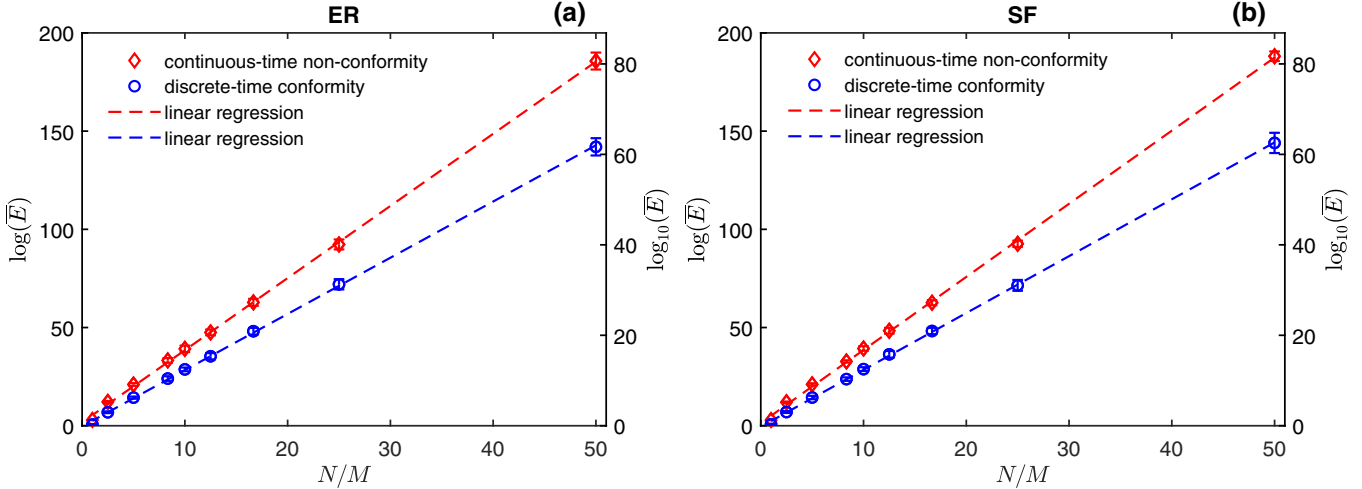 ER
(a)
200
150
100
50
0
80
60
40
20
0
continuous-time non-conformity
discrete-time conformity
linear regression
linear regression
log(E̅)
log₁₀(E̅)
0
10
20
30
40
50
N/M
SF
(b)
200
150
100
50
0
80
60
40
20
0
continuous-time non-conformity
discrete-time conformity
linear regression
linear regression
log(E̅)
log₁₀(E̅)
0
10
20
30
40
50
N/M